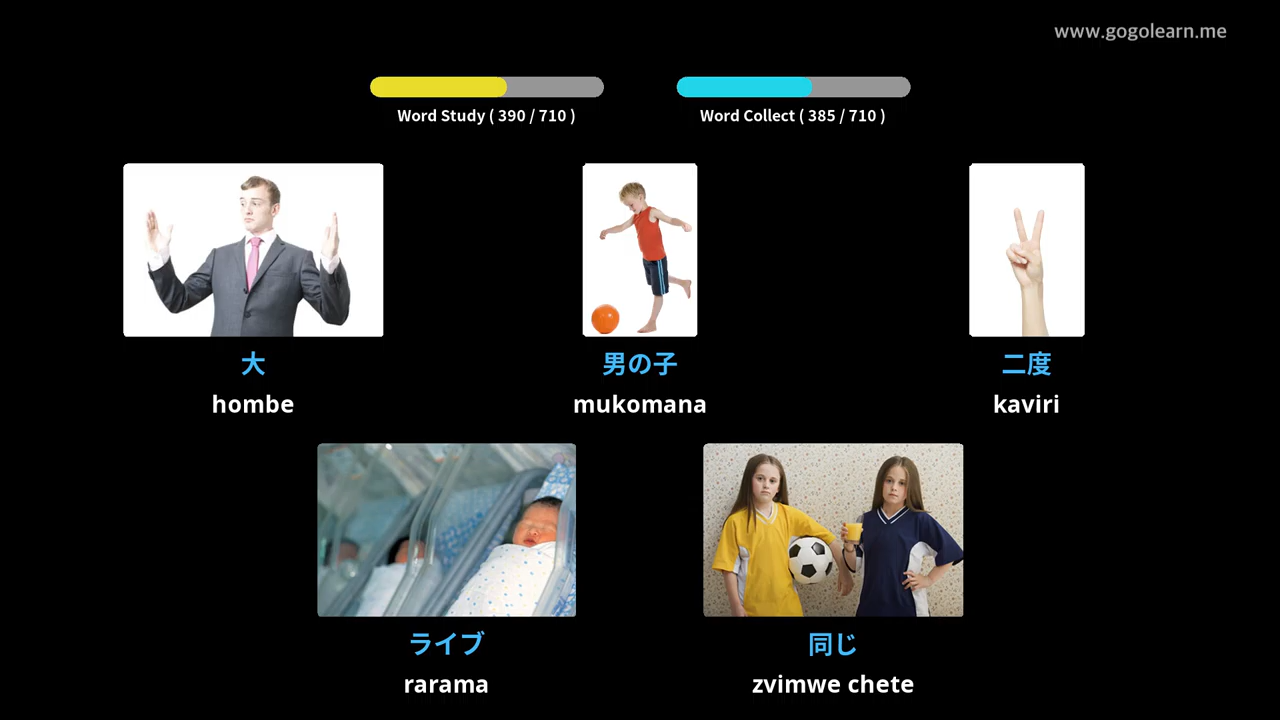 www.gogolearn.me
Word Study ( 390 / 710 )
Word Collect ( 385 / 710 )
大
男の子
二度
hombe
mukomana
kaviri
ライブ
同じ
rarama
zvimwe chete